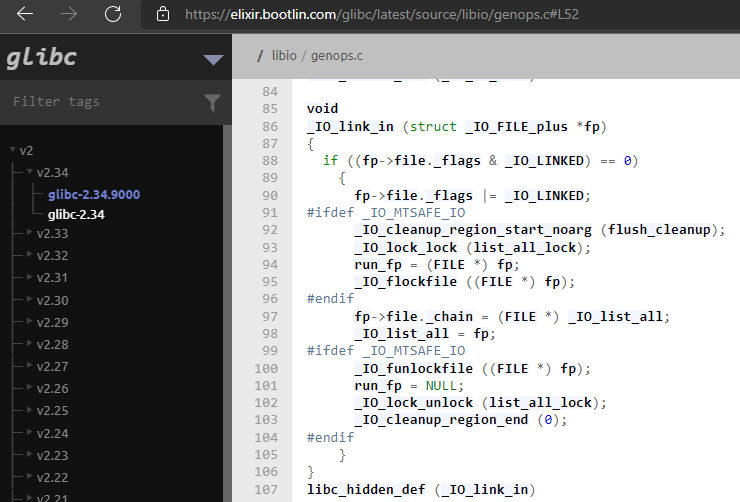 https://elixir.bootlin.com/glibc/latest/source/libio/genops.c#L52
glibc
/ libio / genops.c
Filter tags
v2
v2.34
glibc-2.34.9000
glibc-2.34
v2.33
v2.32
v2.31
v2.30
v2.29
v2.28
v2.27
v2.26
v2.25
v2.24
v2.23
v2.22
v2.21
84
85 void
86 _IO_link_in (struct _IO_FILE_plus *fp)
87 {
88   if ((fp->file._flags & _IO_LINKED) == 0)
89     {
90       fp->file._flags |= _IO_LINKED;
91 #ifdef _IO_MTSAFE_IO
92       _IO_cleanup_region_start_noarg (flush_cleanup);
93       _IO_lock_lock (list_all_lock);
94       run_fp = (FILE *) fp;
95       _IO_flockfile ((FILE *) fp);
96 #endif
97       fp->file._chain = (FILE *) _IO_list_all;
98       _IO_list_all = fp;
99 #ifdef _IO_MTSAFE_IO
100       _IO_funlockfile ((FILE *) fp);
101       run_fp = NULL;
102       _IO_lock_unlock (list_all_lock);
103       _IO_cleanup_region_end (0);
104 #endif
105     }
106 }
107 libc_hidden_def (_IO_link_in)